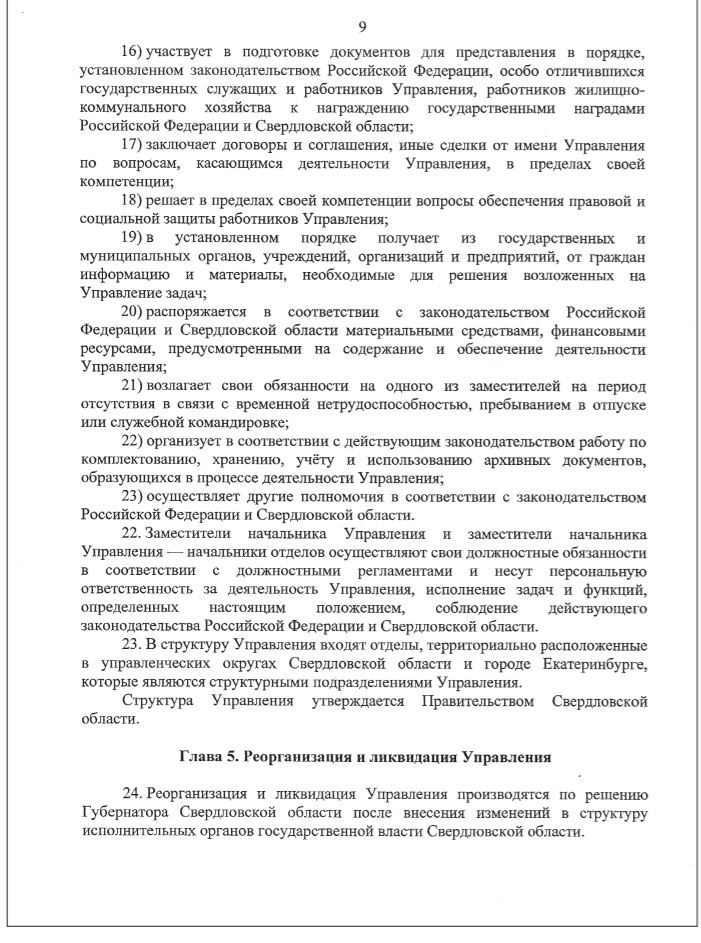 9
16) участвует в подготовке документов для представления в порядке,
установленном законодательством Российской Федерации, особо отличившихся
государственных служащих и работников Управления, работников жилищно-
коммунального хозяйства к награждению государственными наградами
Российской Федерации и Свердловской области;
17) заключает договоры и соглашения, иные сделки от имени Управления
по вопросам, касающимся деятельности Управления, в пределах своей
компетенции;
18) решает в пределах своей компетенции вопросы обеспечения правовой и
социальной защиты работников Управления;
19) в установленном порядке получает из государственных и
муниципальных органов, учреждений, организаций и предприятий, от граждан
информацию и материалы, необходимые для решения возложенных на
Управление задач;
20) распоряжается в соответствии с законодательством Российской
Федерации и Свердловской области материальными средствами, финансовыми
ресурсами, предусмотренными на содержание и обеспечение деятельности
Управления;
21) возлагает свои обязанности на одного из заместителей на период
отсутствия в связи с временной нетрудоспособностью, пребыванием в отпуске
или служебной командировке;
22) организует в соответствии с действующим законодательством работу по
комплектованию, хранению, учёту и использованию архивных документов,
образующихся в процессе деятельности Управления;
23) осуществляет другие полномочия в соответствии с законодательством
Российской Федерации и Свердловской области.
22. Заместители начальника Управления и заместители начальника
Управления — начальники отделов осуществляют свои должностные обязанности
в соответствии с должностными регламентами и несут персональную
ответственность за деятельность Управления, исполнение задач и функций,
определенных настоящим положением, соблюдение действующего
законодательства Российской Федерации и Свердловской области.
23. В структуру Управления входят отделы, территориально расположенные
в управленческих округах Свердловской области и городе Екатеринбурге,
которые являются структурными подразделениями Управления.
Структура Управления утверждается Правительством Свердловской
области.
Глава 5. Реорганизация и ликвидация Управления
24. Реорганизация и ликвидация Управления производятся по решению
Губернатора Свердловской области после внесения изменений в структуру
исполнительных органов государственной власти Свердловской области.